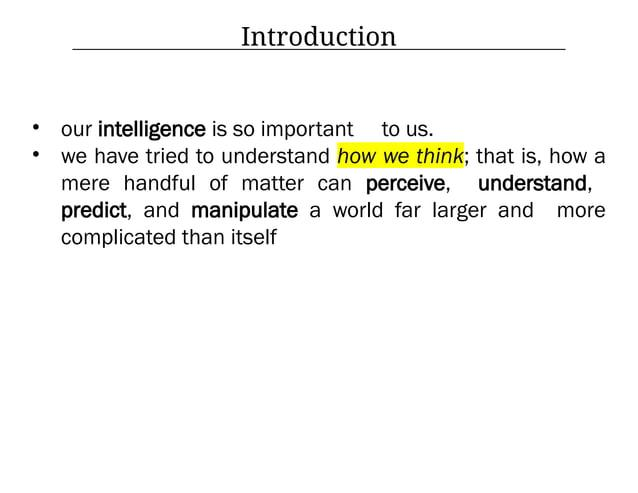 Introduction
• our intelligence is so important to us.
• we have tried to understand how we think; that is, how a
mere handful of matter can perceive, understand,
predict, and manipulate a world far larger and more
complicated than itself